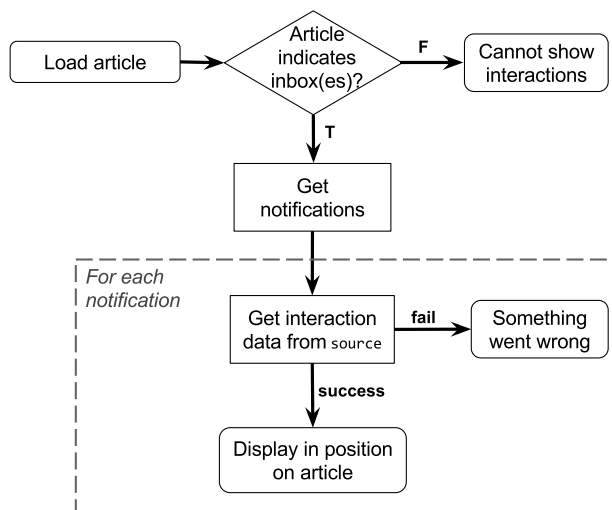 Load article
Article
indicates
inbox(es)?
F
Cannot show
interactions
T
Get
notifications
For each
notification
Get interaction
data from source
fail
Something
went wrong
success
Display in position
on article